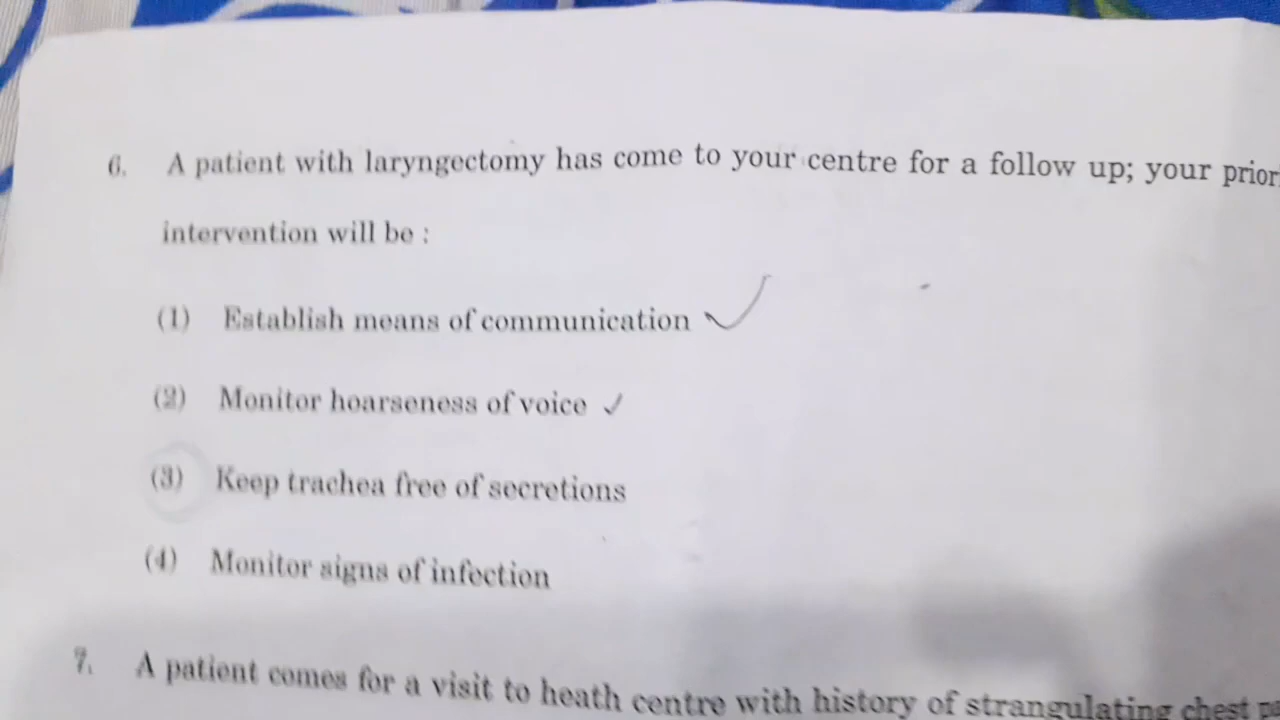 6. A patient with laryngectomy has come to your centre for a follow up; your prior
intervention will be :
(1) Establish means of communication
(2) Monitor hoarseness of voice
(3) Keep trachea free of secretions
(4) Monitor signs of infection
7. A patient comes for a visit to heath centre with history of strangulating chest